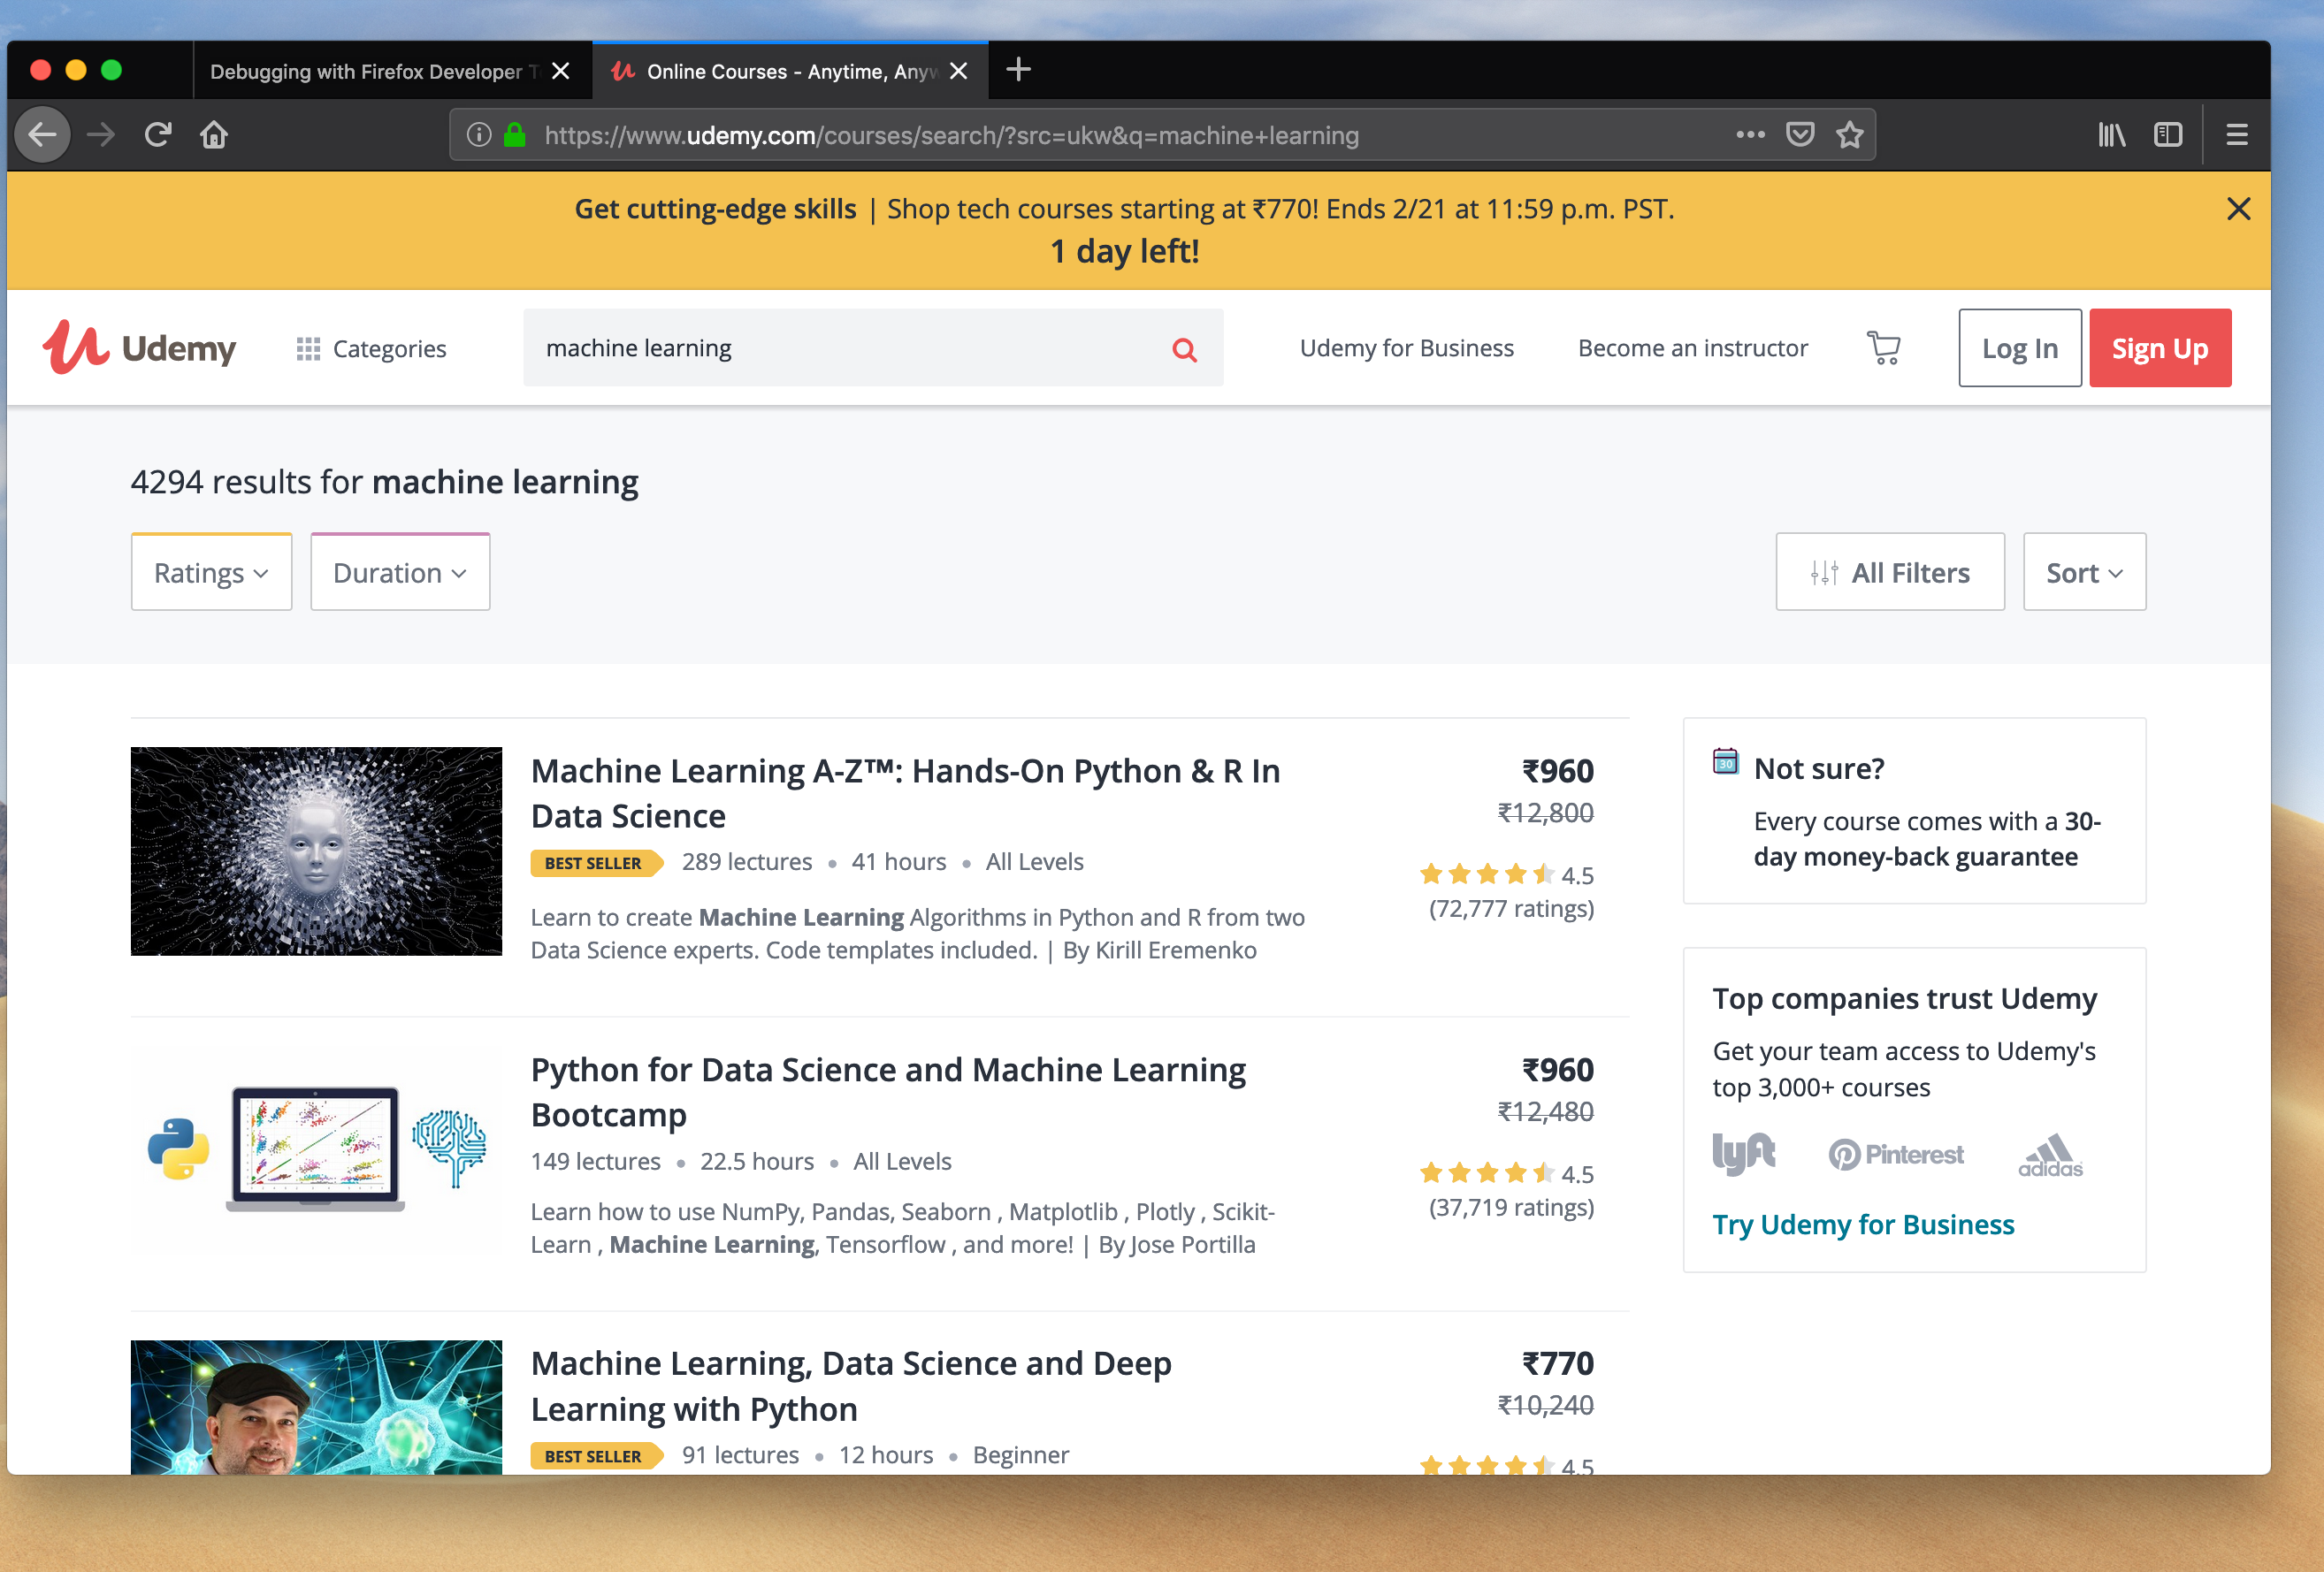 Debugging with Firefox Developer
Online Courses - Anytime, Anyw
https://www.udemy.com/courses/search/?src=ukw&q=machine+learning
Get cutting-edge skills | Shop tech courses starting at ₹770! Ends 2/21 at 11:59 p.m. PST.
1 day left!
Udemy
Categories
machine learning
Udemy for Business
Become an instructor
Log In
Sign Up
4294 results for machine learning
Ratings
Duration
All Filters
Sort
Machine Learning A-Z™: Hands-On Python & R In
Data Science
BEST SELLER 289 lectures • 41 hours • All Levels
Learn to create Machine Learning Algorithms in Python and R from two
Data Science experts. Code templates included. | By Kirill Eremenko
₹960
₹12,800
4.5
(72,777 ratings)
Python for Data Science and Machine Learning
Bootcamp
149 lectures • 22.5 hours • All Levels
Learn how to use NumPy, Pandas, Seaborn , Matplotlib , Plotly , Scikit-
Learn , Machine Learning, Tensorflow , and more! | By Jose Portilla
₹960
₹12,480
4.5
(37,719 ratings)
Machine Learning, Data Science and Deep
Learning with Python
BEST SELLER 91 lectures • 12 hours • Beginner
₹770
₹10,240
4.5
30
Not sure?
Every course comes with a 30-
day money-back guarantee
Top companies trust Udemy
Get your team access to Udemy's
top 3,000+ courses
lyft
Pinterest
adidas
Try Udemy for Business